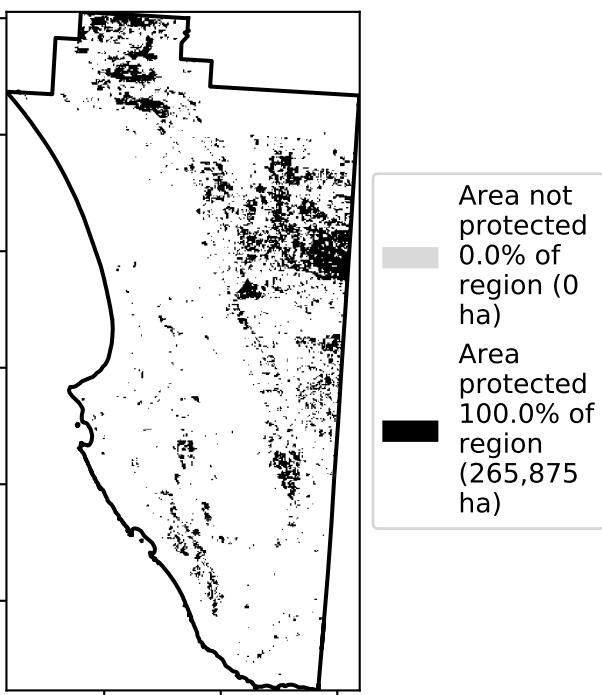 Area not
protected
0.0% of
region (0
ha)
Area
protected
100.0% of
region
(265,875
ha)